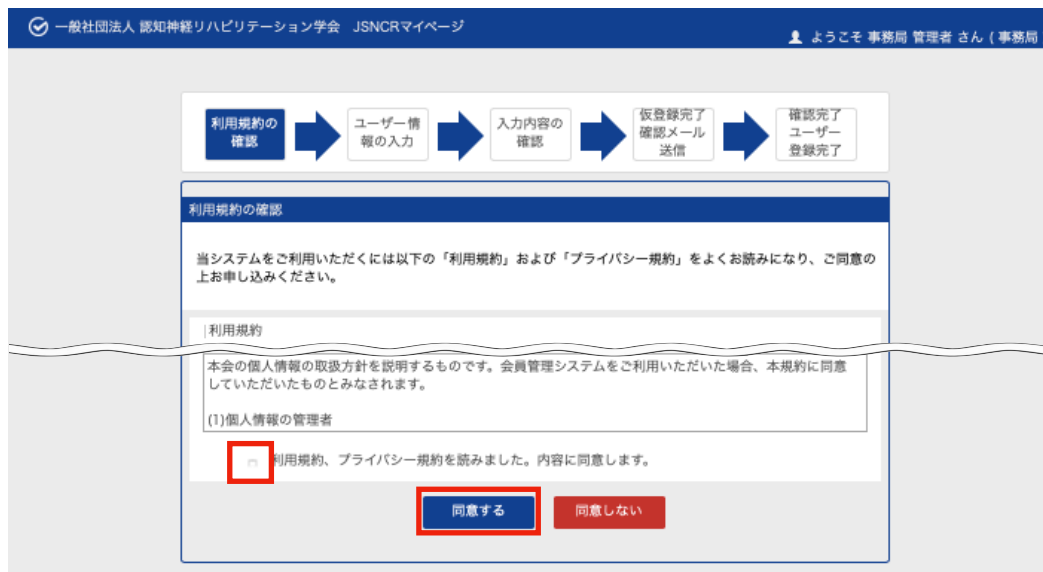 一般社団法人 認知神経リハビリテーション学会 JSNCRマイページ
ようこそ 事務局 管理者 さん ( 事務局
利用規約の
確認
ユーザー情
報の入力
入力内容の
確認
仮登録完了
確認メール
送信
確認完了
ユーザー
登録完了
利用規約の確認
当システムをご利用いただくには以下の「利用規約」および「プライバシー規約」をよくお読みになり、ご同意の
上お申し込みください。
利用規約
本会の個人情報の取扱方針を説明するものです。会員管理システムをご利用いただいた場合、本規約に同意
していただいたものとみなされます。
(1)個人情報の管理者
利用規約、プライバシー規約を読みました。内容に同意します。
同意する
同意しない